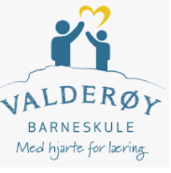 VALDERØY
BARNESKULE
Med hjarte for læring